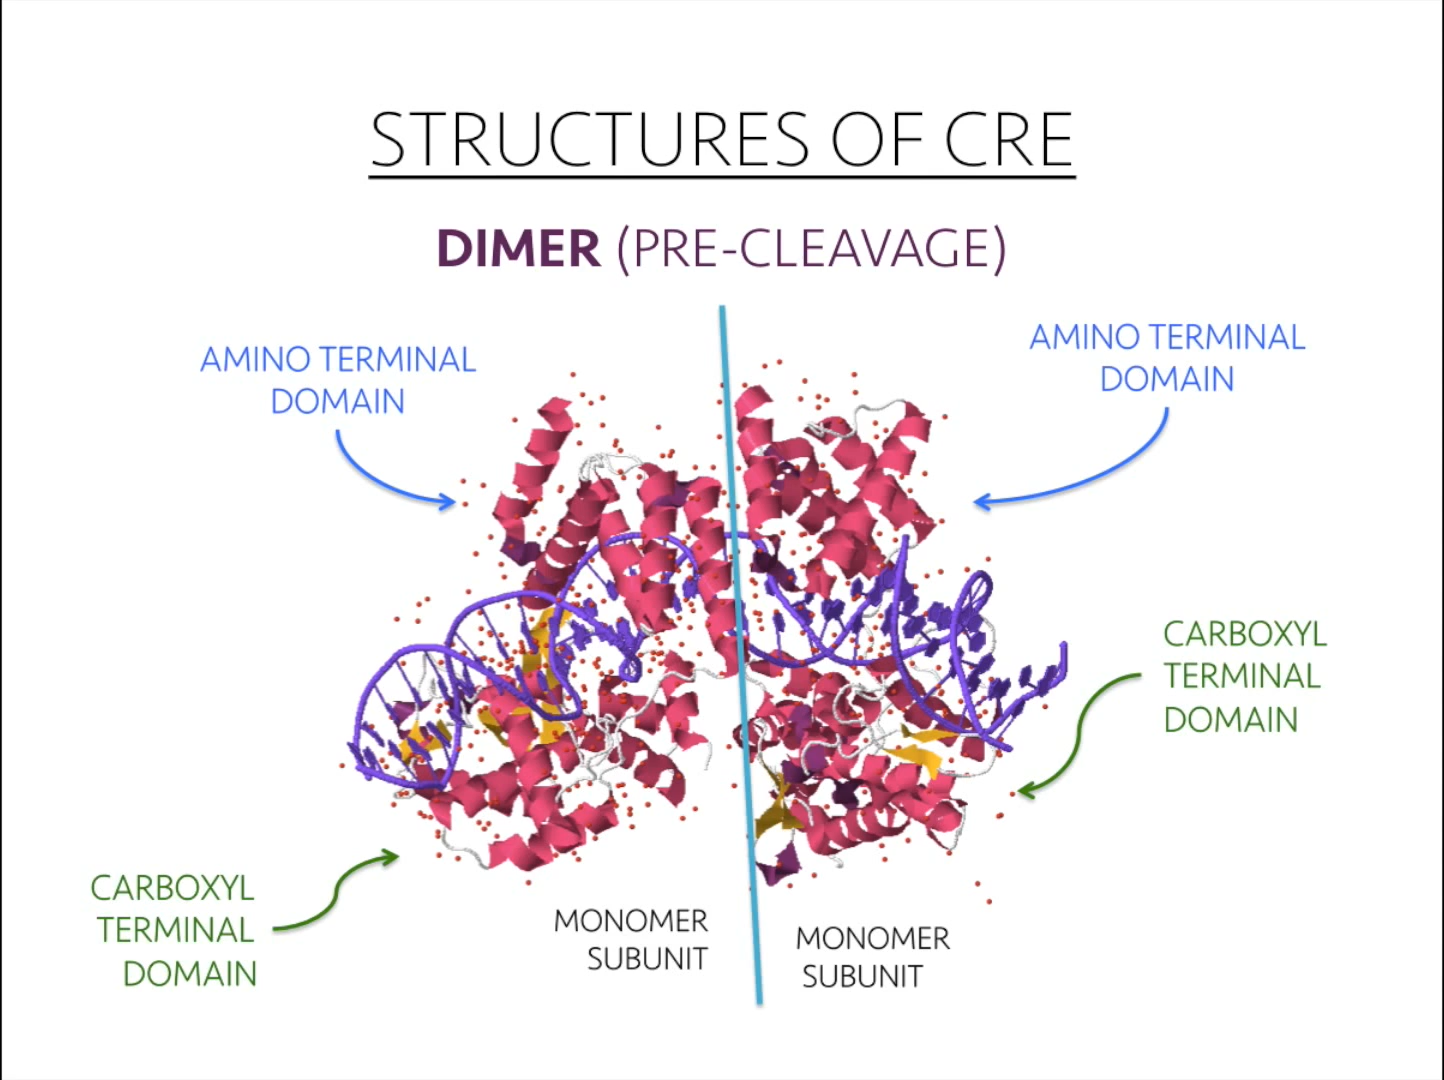 STRUCTURES OF CRE
DIMER (PRE-CLEAVAGE)
AMINO TERMINAL
DOMAIN
AMINO TERMINAL
DOMAIN
CARBOXYL
TERMINAL
DOMAIN
CARBOXYL
TERMINAL
DOMAIN
MONOMER
SUBUNIT
MONOMER
SUBUNIT